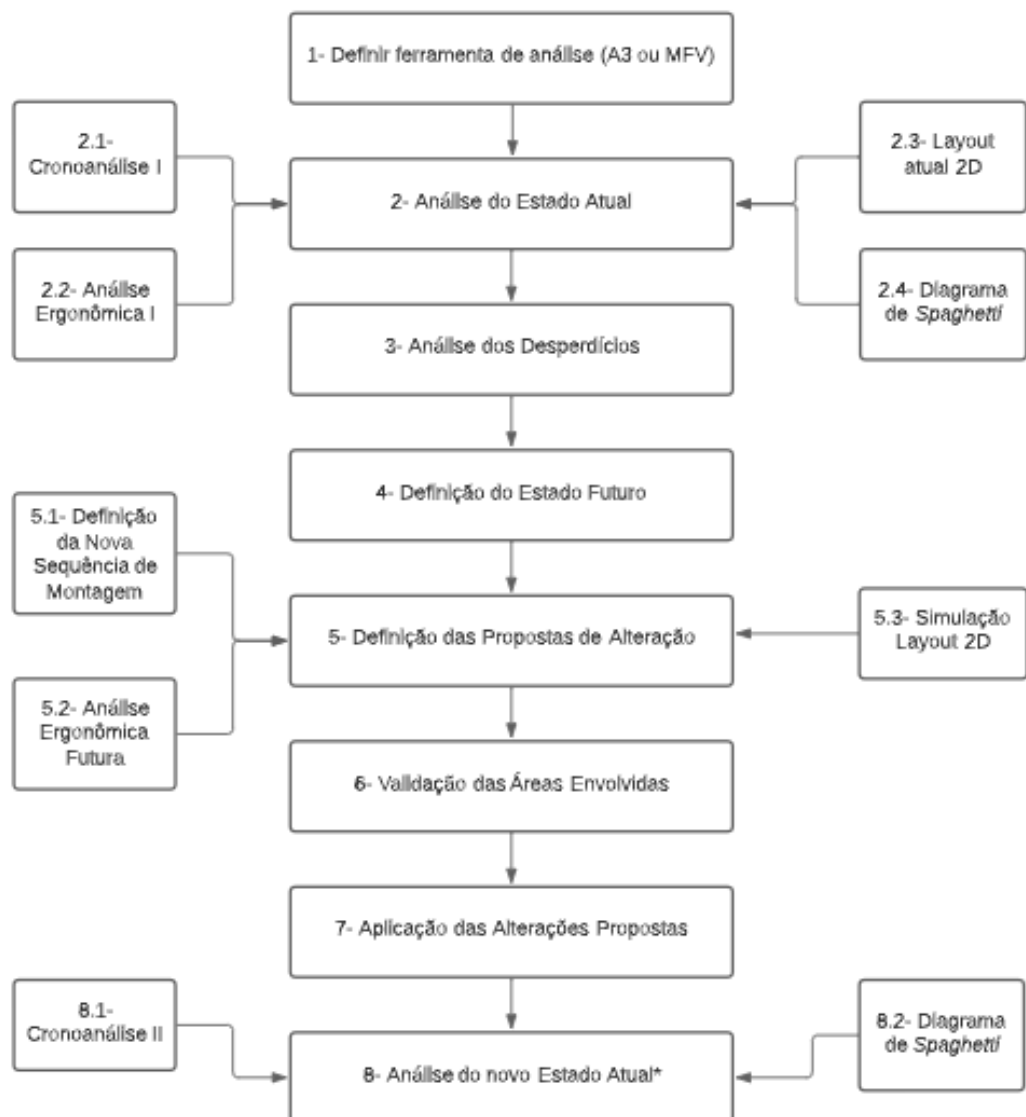 1- Definir ferramenta de análise (A3 ou MFV)
2.1-
Cronoanálise I
2.3- Layout
atual 2D
2- Análise do Estado Atual
2.2- Análise
Ergonômica I
2.4- Diagrama
de Spaghetti
3- Análise dos Desperdícios
4- Definição do Estado Futuro
5.1- Definição
da Nova
Sequência de
Montagem
5- Definição das Propostas de Alteração
5.3- Simulação
Layout 2D
5.2- Análise
Ergonômica
Futura
6- Validação das Áreas Envolvidas
7- Aplicação das Alterações Propostas
8.1-
Cronoanálise II
8.2- Diagrama
de Spaghetti
8- Análise do novo Estado Atual*